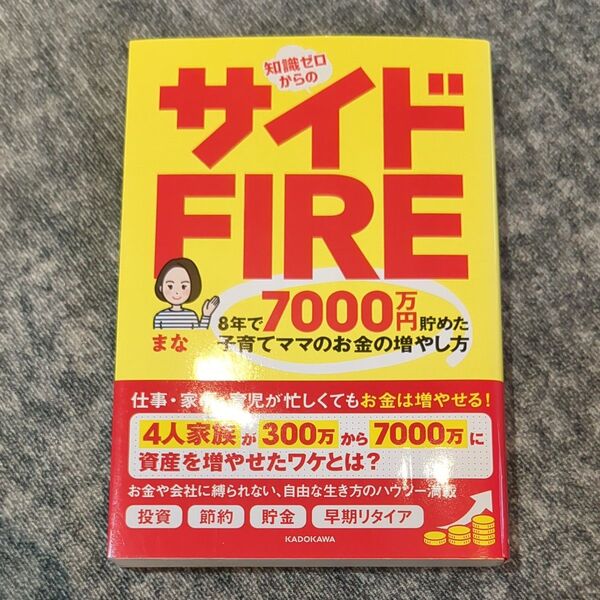 知識ゼロ
からの
サイド
FIRE
8年で7000万円貯めた
子育てママのお金の増やし方
まな
仕事・家事・育児が忙しくてもお金は増やせる!
4人家族が300万から7000万に
資産を増やせたワケとは?
お金や会社に縛られない、自由な生き方のハウツー満載
投資 節約 貯金 早期リタイア
KADOKAWA